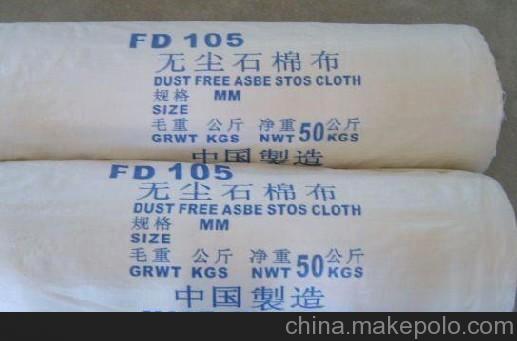 FD 105
无尘石棉布
DUST FREE ASBE STOS CLOTH
规格 MM
SIZE
毛重 公斤 净重 50 公斤
GRWT KGS NWT KGS
中国製造
FD 105
无尘石棉布
DUST FREE ASBE STOS CLOTH
规格 MM
SIZE
毛重 公斤 净重 50 公斤
GRWT KGS NWT KGS
中国製造
china.makepolo.com